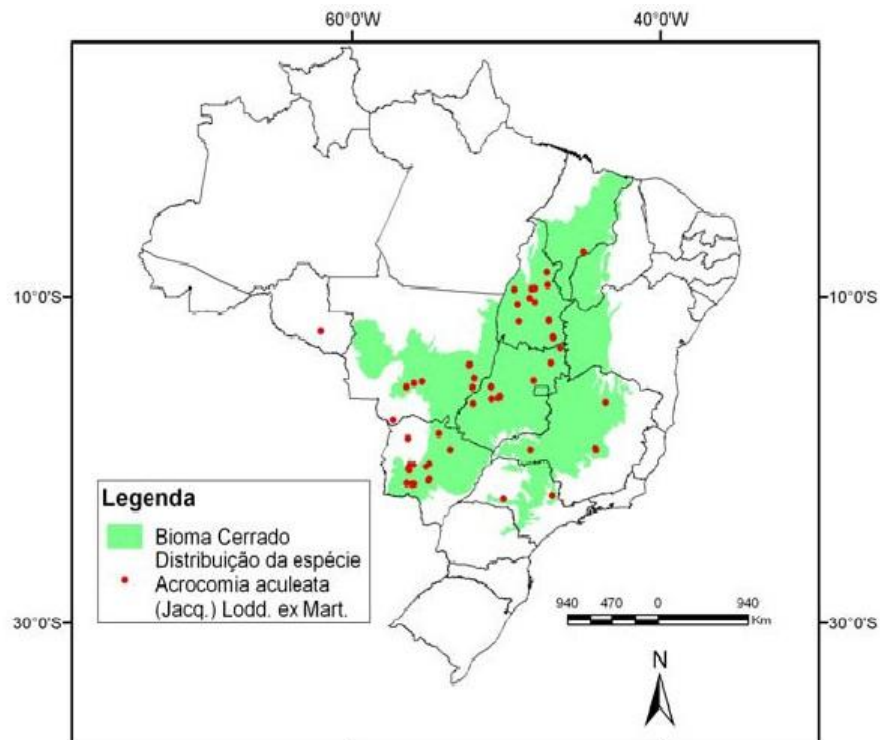 60°0'W
40°0'W
10°0'S
10°0'S
30°0'S
30°0'S
Legenda
Bioma Cerrado
Distribuição da espécie
Acrocomia aculeata
(Jacq.) Lodd. ex Mart.
940 470 0 940
Km
N